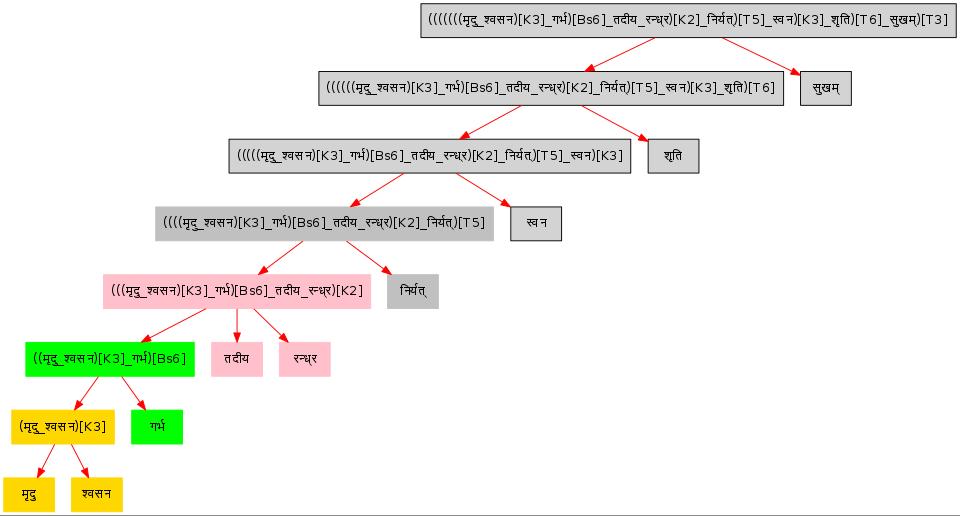 (((((((मृदु_श्वसन)[K3]_गर्भ)[Bs6]_तदीय_रन्ध्र)[K2]_निर्यत्)[T5]_स्वन)[K3]_शृति)[T6]_सुखम्)[T3]
((((((मृदु_श्वसन)[K3]_गर्भ)[Bs6]_तदीय_रन्ध्र)[K2]_निर्यत्)[T5]_स्वन)[K3]_शृति)[T6]
सुखम्
(((((मृदु_श्वसन)[K3]_गर्भ)[Bs6]_तदीय_रन्ध्र)[K2]_निर्यत्)[T5]_स्वन)[K3]
शृति
((((मृदु_श्वसन)[K3]_गर्भ)[Bs6]_तदीय_रन्ध्र)[K2]_निर्यत्)[T5]
स्वन
(((मृदु_श्वसन)[K3]_गर्भ)[Bs6]_तदीय_रन्ध्र)[K2]
निर्यत्
((मृदु_श्वसन)[K3]_गर्भ)[Bs6]
तदीय
रन्ध्र
(मृदु_श्वसन)[K3]
गर्भ
मृदु
श्वसन